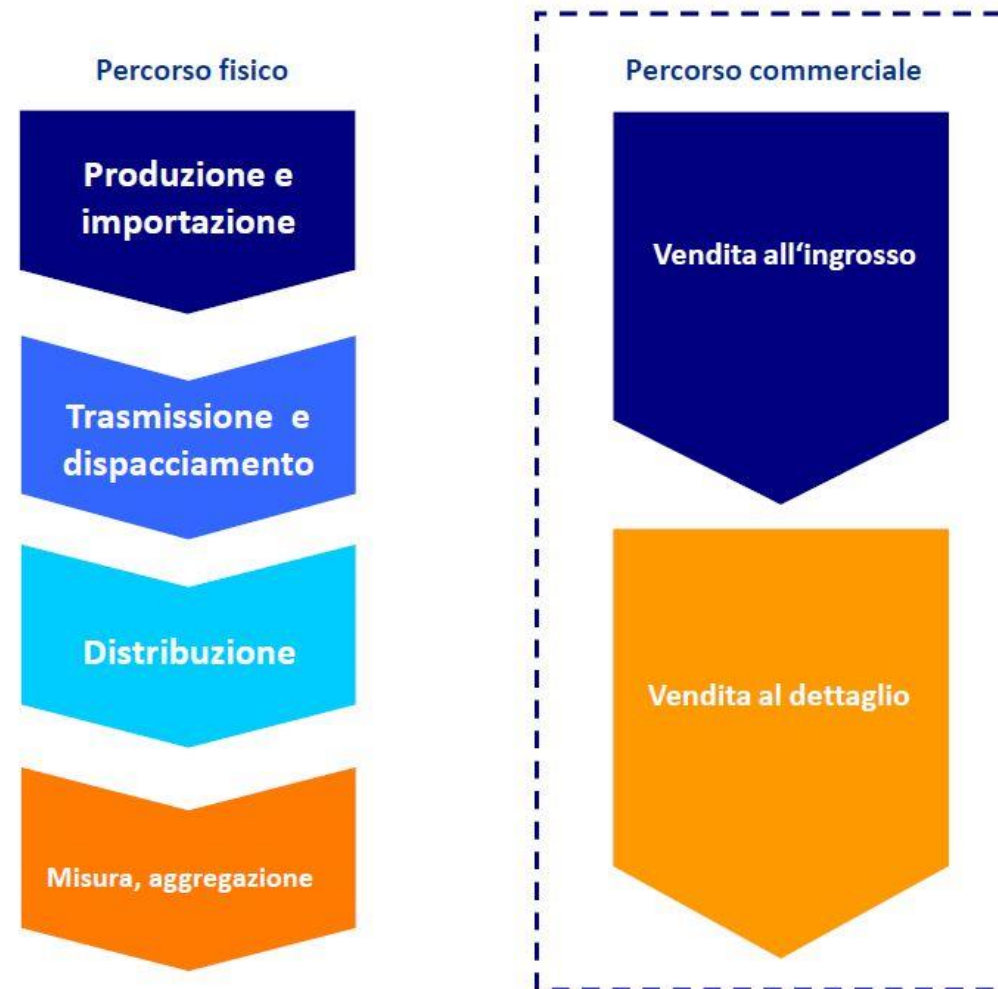 Percorso fisico
Produzione e
importazione
Trasmissione e
dispacciamento
Distribuzione
Misura, aggregazione
Percorso commerciale
Vendita all‘ingrosso
Vendita al dettaglio